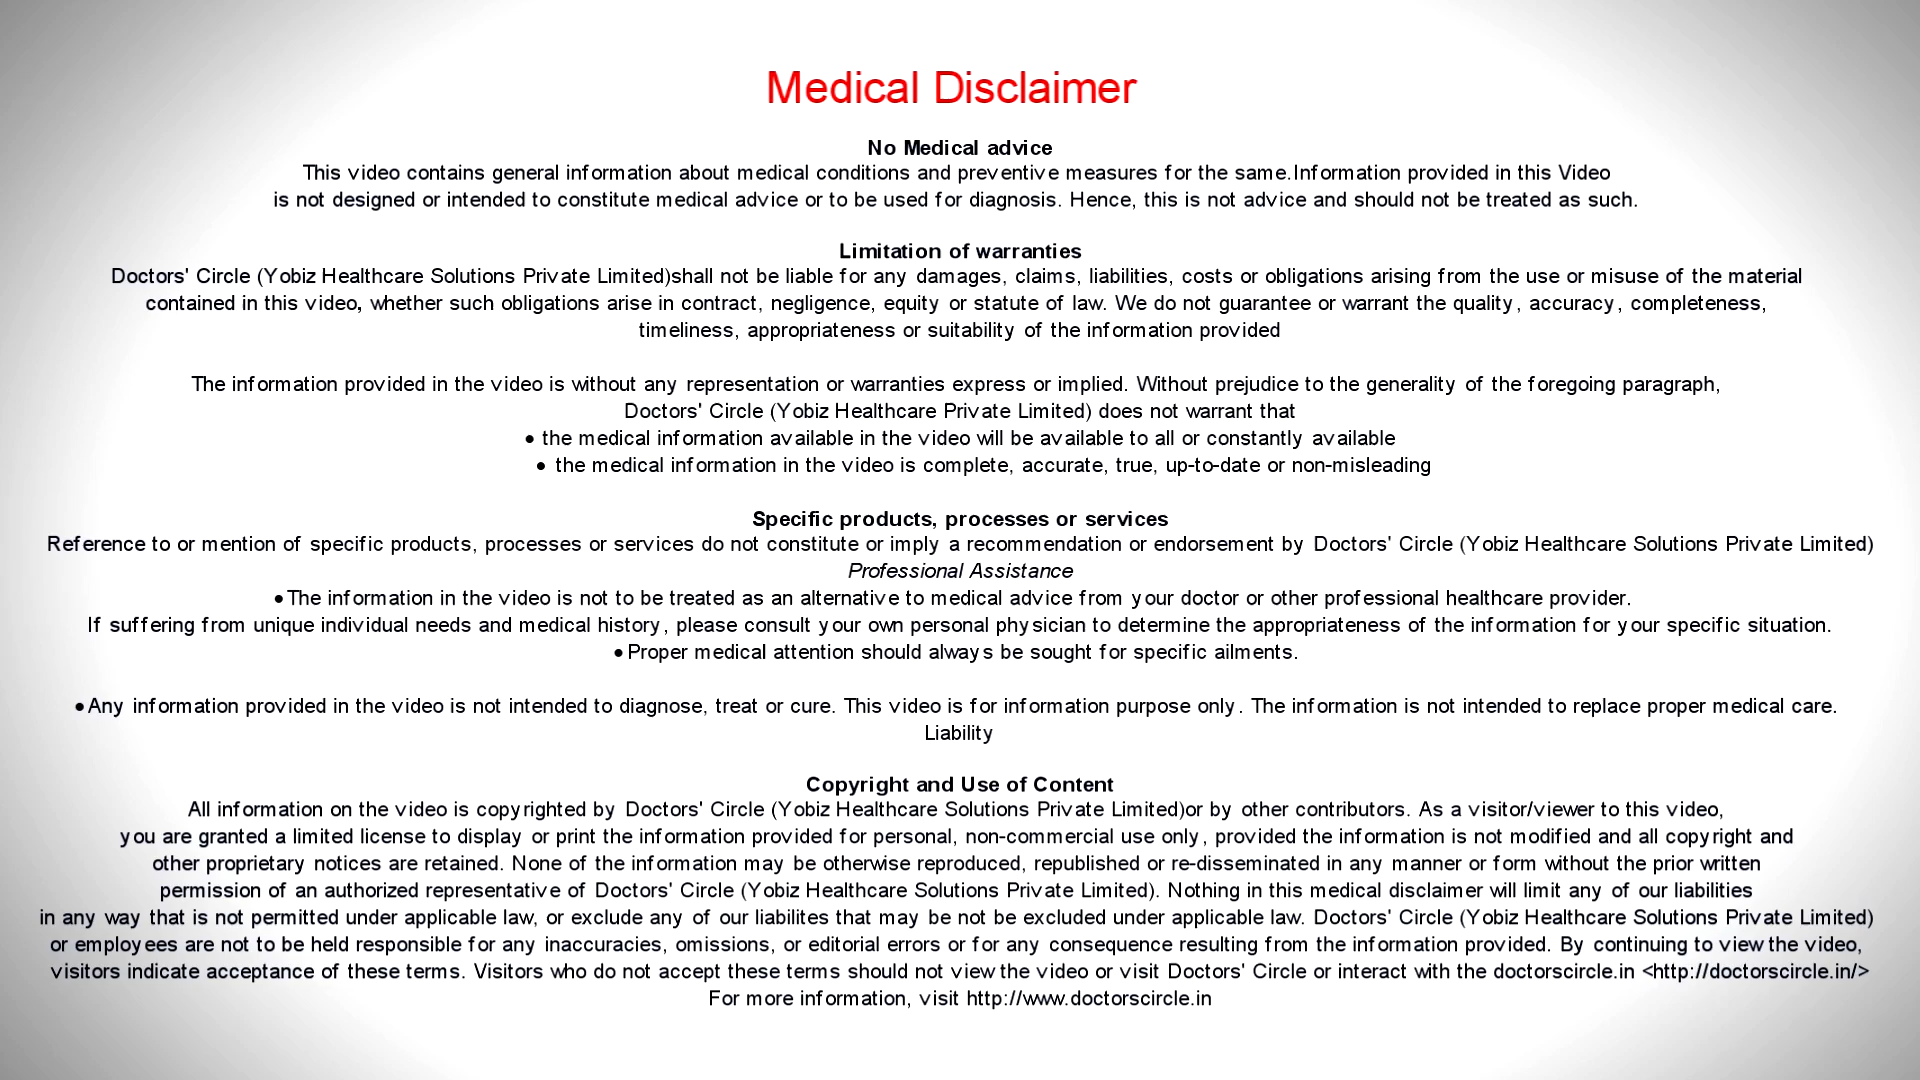 Medical Disclaimer
No Medical advice
This video contains general information about medical conditions and preventive measures for the same.Information provided in this Video
is not designed or intended to constitute medical advice or to be used for diagnosis. Hence, this is not advice and should not be treated as such.
Limitation of warranties
Doctors' Circle (Yobiz Healthcare Solutions Private Limited)shall not be liable for any damages, claims, liabilities, costs or obligations arising from the use or misuse of the material
contained in this video, whether such obligations arise in contract, negligence, equity or statute of law. We do not guarantee or warrant the quality, accuracy, completeness,
timeliness, appropriateness or suitability of the information provided
The information provided in the video is without any representation or warranties express or implied. Without prejudice to the generality of the foregoing paragraph,
Doctors' Circle (Yobiz Healthcare Private Limited) does not warrant that
• the medical information available in the video will be available to all or constantly available
• the medical information in the video is complete, accurate, true, up-to-date or non-misleading
Specific products, processes or services
Reference to or mention of specific products, processes or services do not constitute or imply a recommendation or endorsement by Doctors' Circle (Yobiz Healthcare Solutions Private Limited)
Professional Assistance
•The information in the video is not to be treated as an alternative to medical advice from your doctor or other professional healthcare provider.
If suffering from unique individual needs and medical history, please consult your own personal physician to determine the appropriateness of the information for your specific situation.
•Proper medical attention should always be sought for specific ailments.
•Any information provided in the video is not intended to diagnose, treat or cure. This video is for information purpose only. The information is not intended to replace proper medical care.
Liability
Copyright and Use of Content
All information on the video is copyrighted by Doctors' Circle (Yobiz Healthcare Solutions Private Limited)or by other contributors. As a visitor/viewer to this video,
you are granted a limited license to display or print the information provided for personal, non-commercial use only, provided the information is not modified and all copyright and
other proprietary notices are retained. None of the information may be otherwise reproduced, republished or re-disseminated in any manner or form without the prior written
permission of an authorized representative of Doctors' Circle (Yobiz Healthcare Solutions Private Limited). Nothing in this medical disclaimer will limit any of our liabilities
in any way that is not permitted under applicable law, or exclude any of our liabilites that may be not be excluded under applicable law. Doctors' Circle (Yobiz Healthcare Solutions Private Limited)
or employees are not to be held responsible for any inaccuracies, omissions, or editorial errors or for any consequence resulting from the information provided. By continuing to view the video,
visitors indicate acceptance of these terms. Visitors who do not accept these terms should not view the video or visit Doctors' Circle or interact with the doctorscircle.in <http://doctorscircle.in/>
For more information, visit http://www.doctorscircle.in